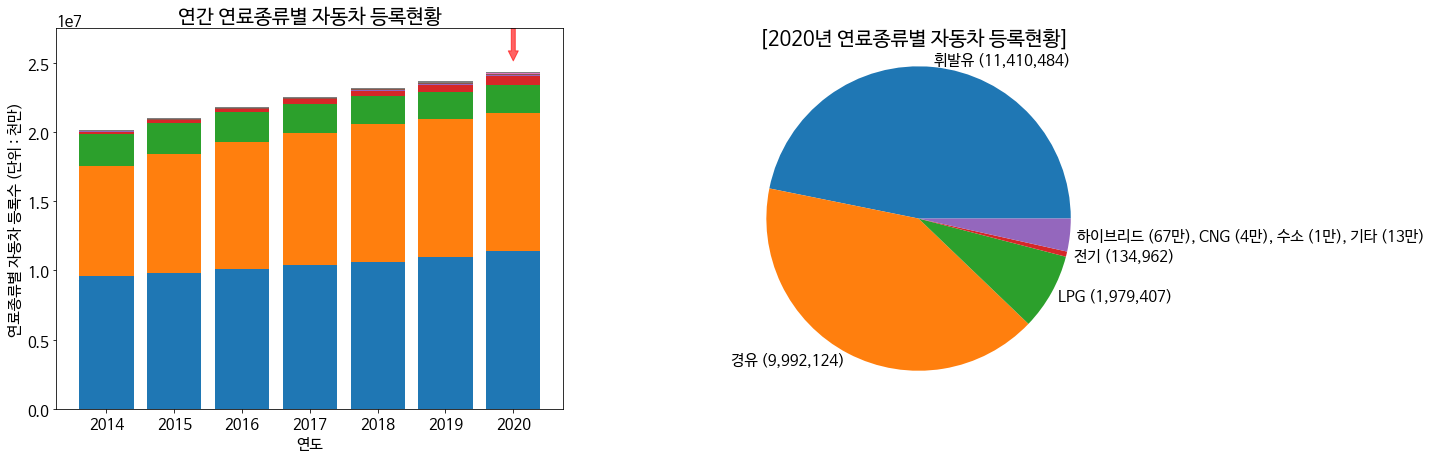 연간 연료종류별 자동차 등록현황
1e7
2.5
2.0
1.5
1.0
0.5
0.0
연료종류별 자동차 등록수 (단위 : 천만)
2014 2015 2016 2017 2018 2019 2020
연도
[2020년 연료종류별 자동차 등록현황]
휘발유 (11,410,484)
하이브리드 (67만), CNG (4만), 수소 (1만), 기타 (13만)
전기 (134,962)
LPG (1,979,407)
경유 (9,992,124)